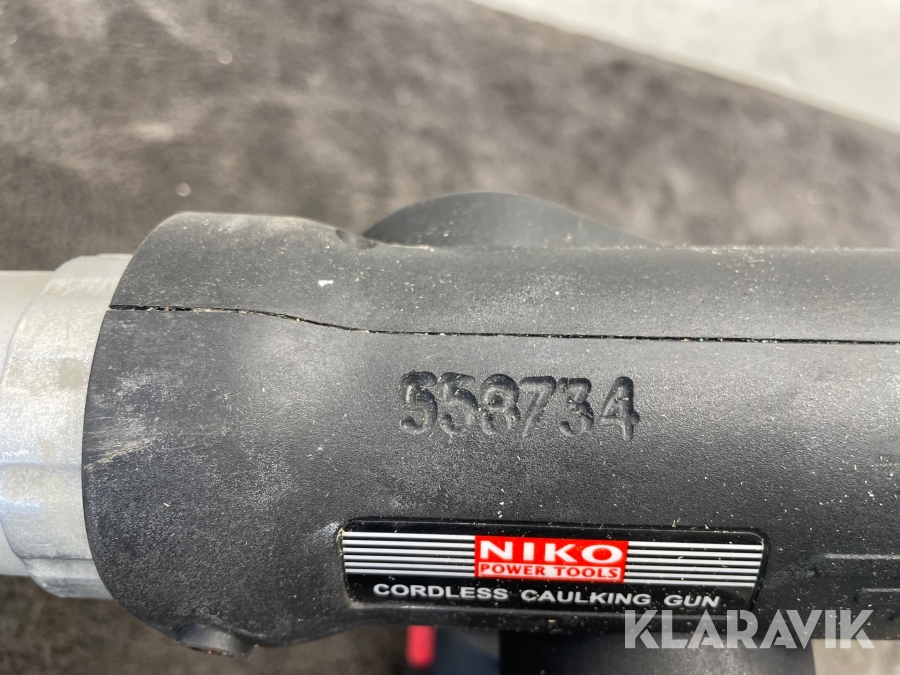 558734
NIKO
POWER TOOLS
CORDLESS CAULKING GUN
KLARAVIK